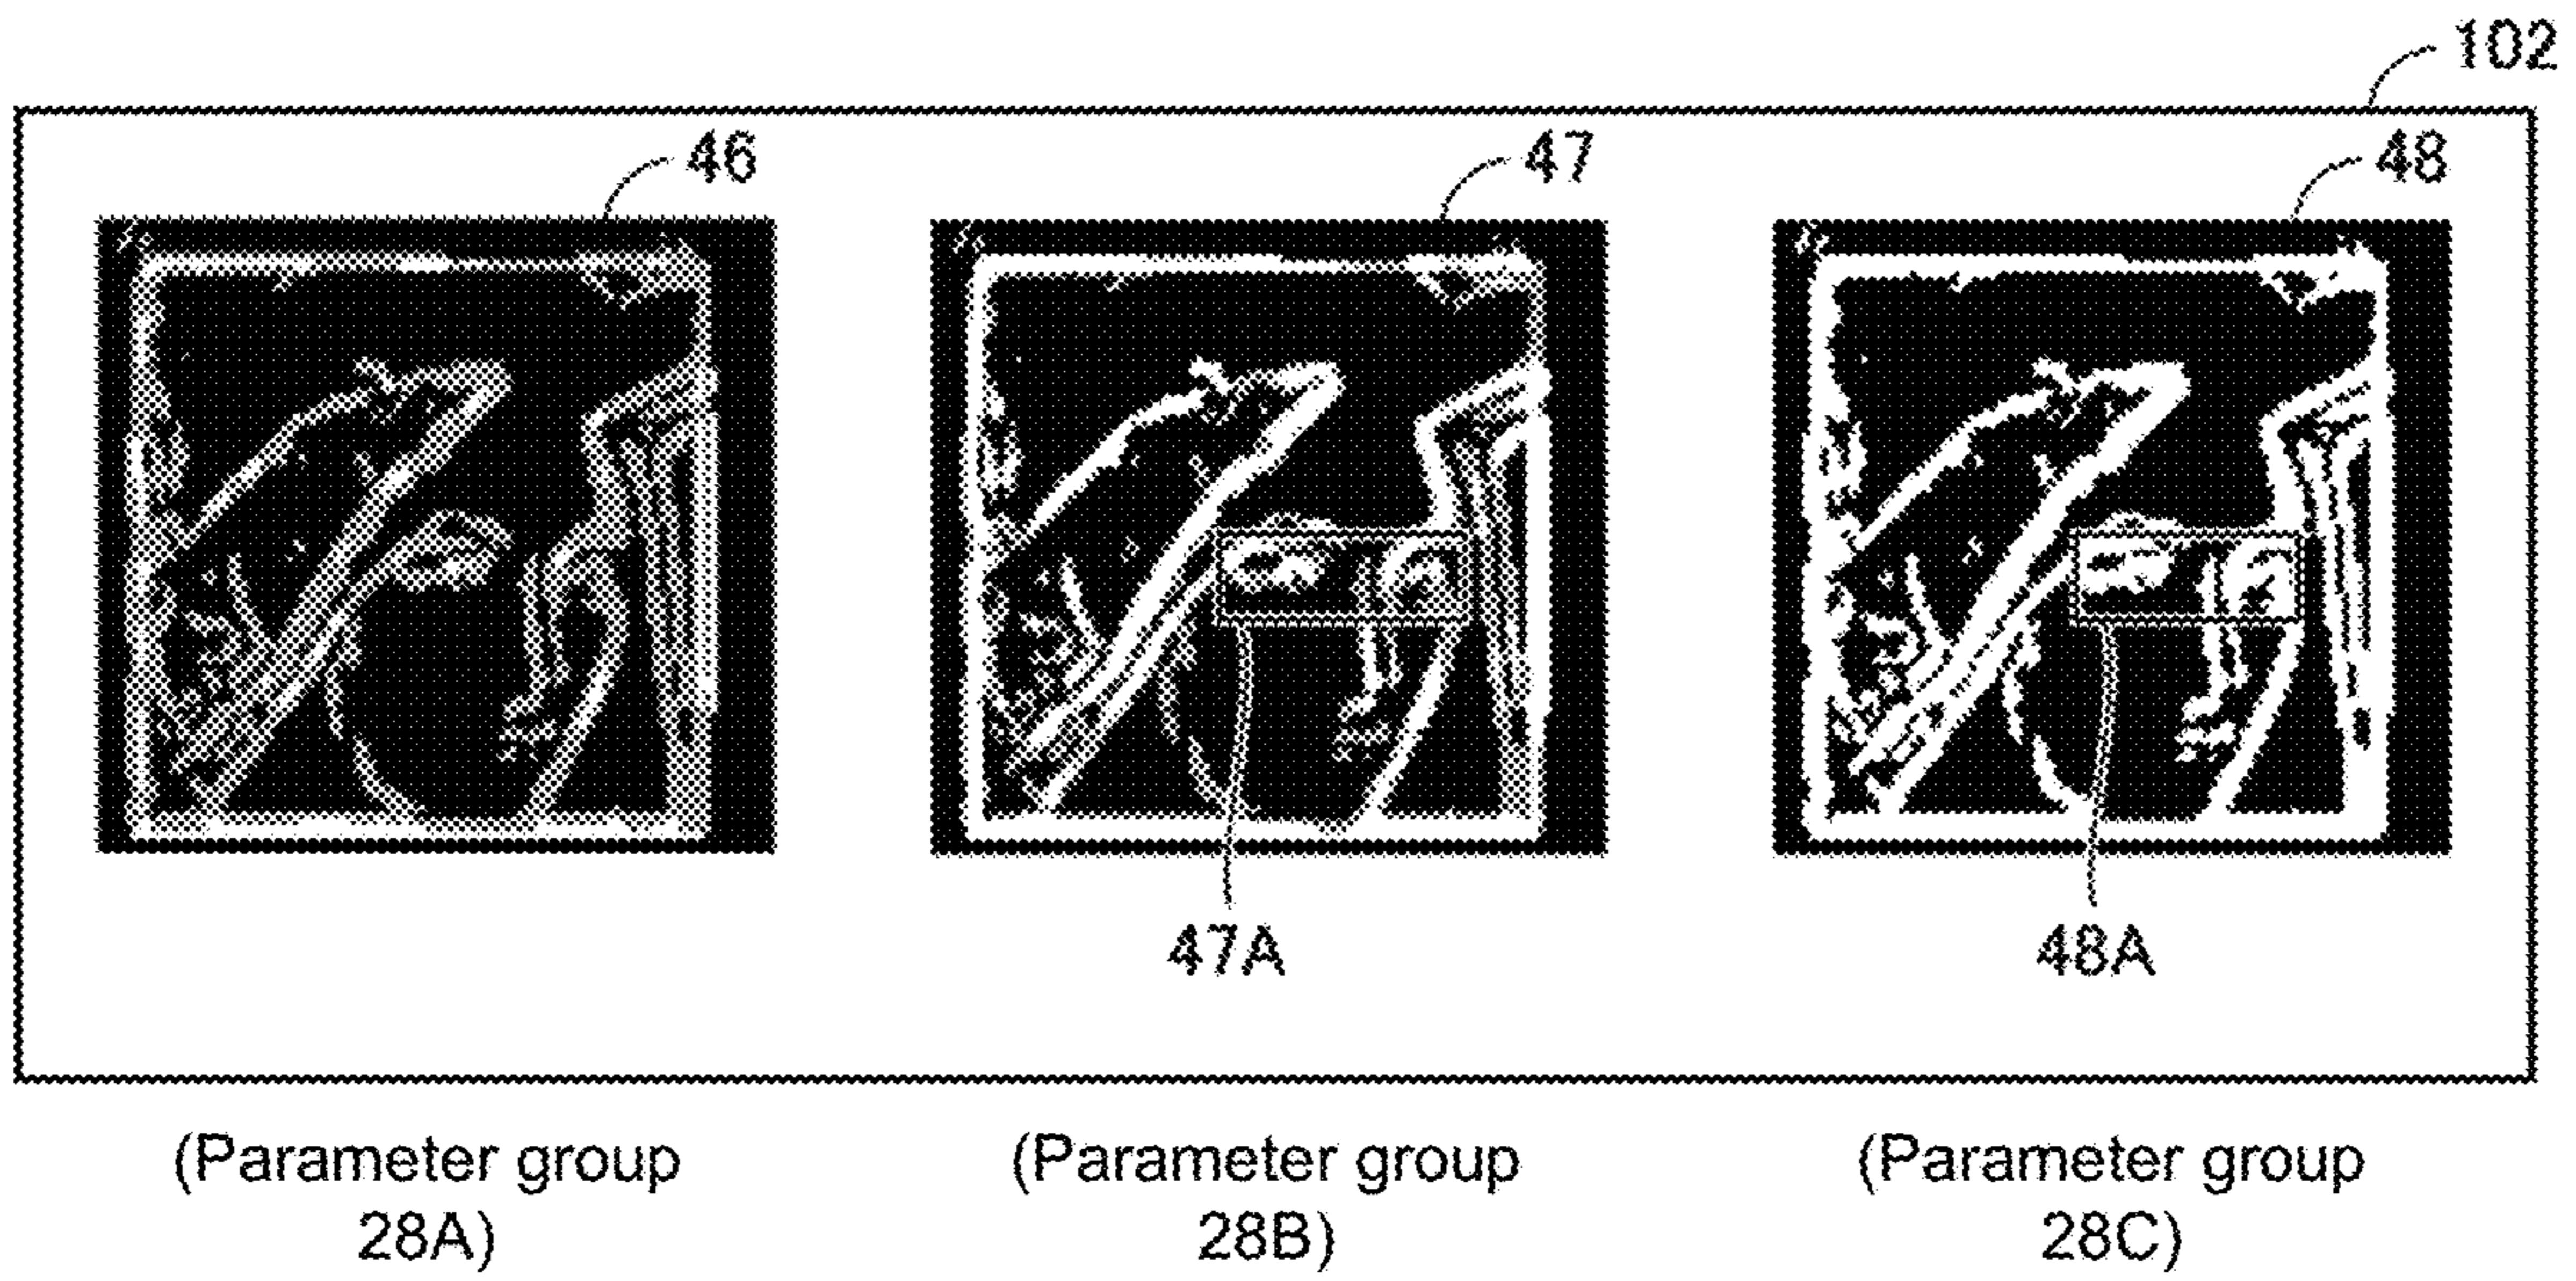 102
46
47
48
47A
48A
(Parameter group
28A)
(Parameter group
28B)
(Parameter group
28C)